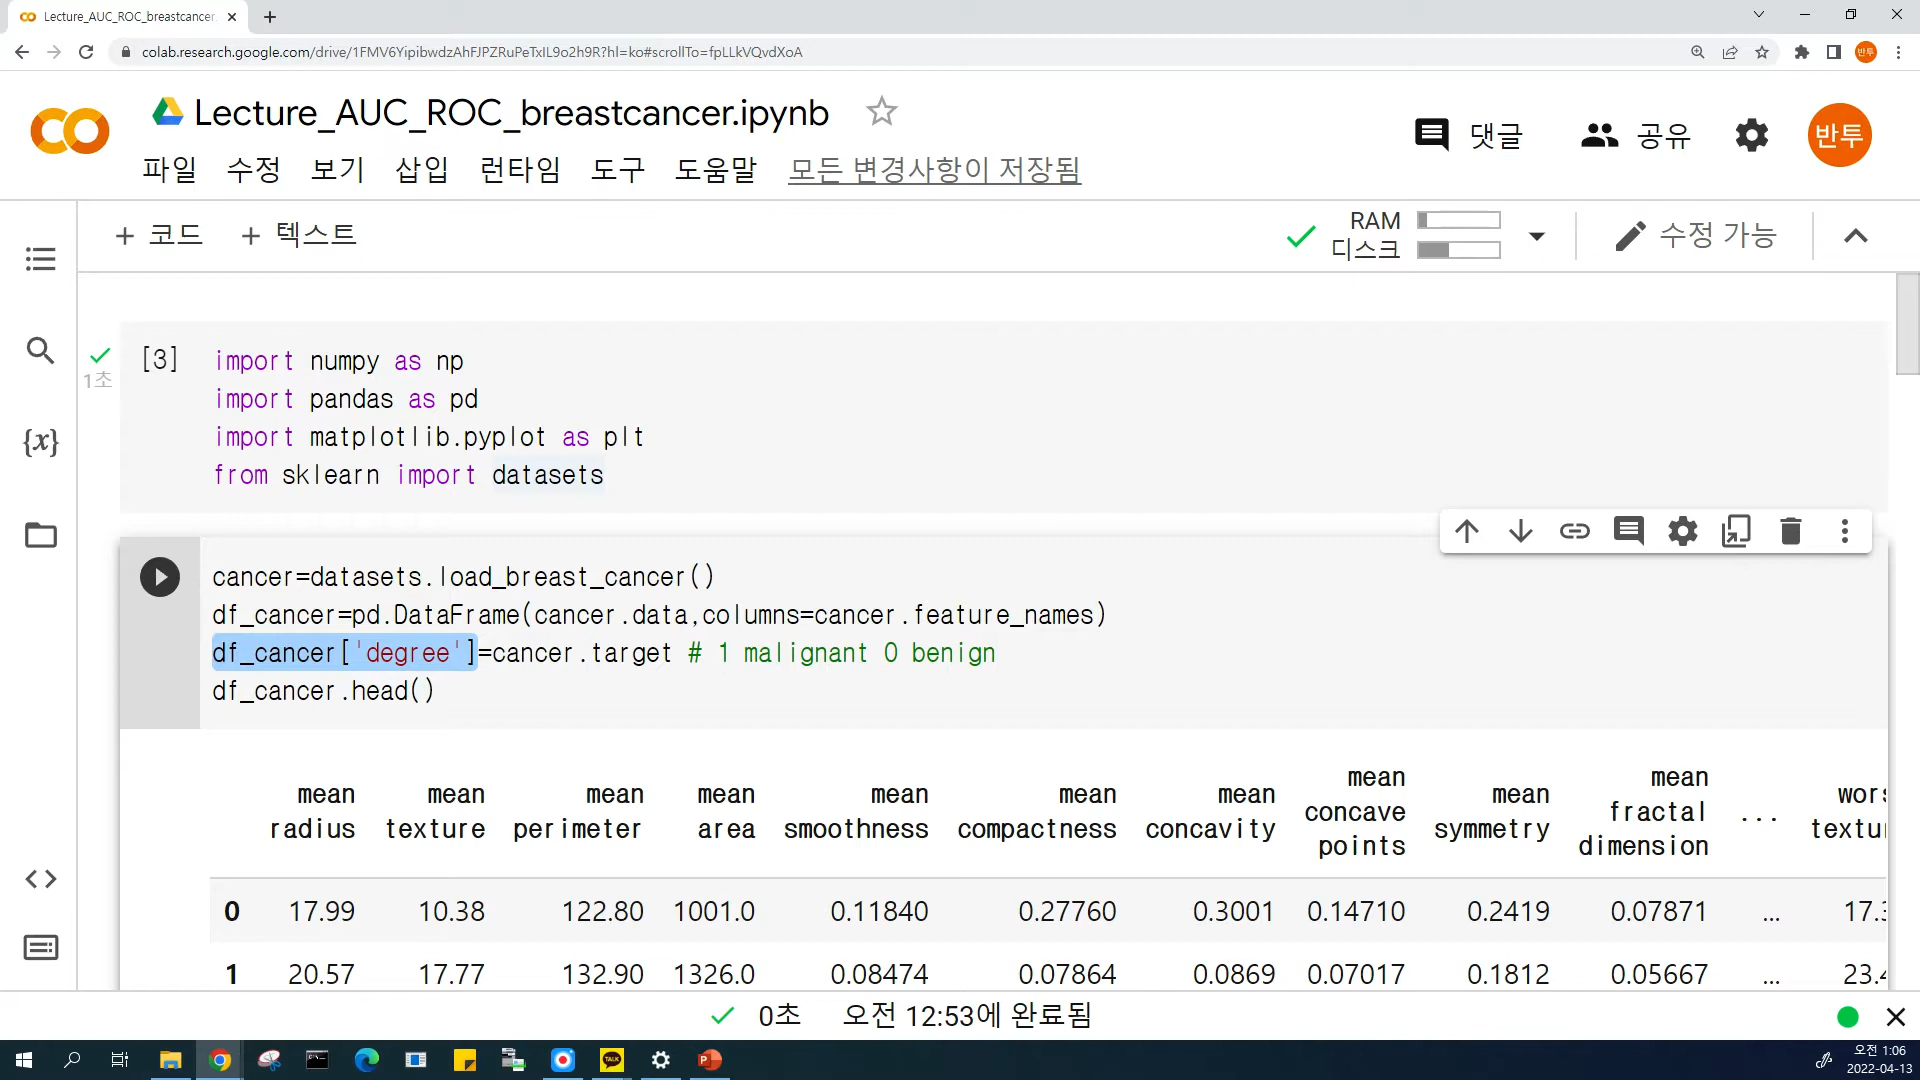 Lecture_AUC_ROC_breastcancer.
colab.research.google.com/drive/1FMV6YipibwdzAhFJPZRuPeTxIL9o2h9R?hl=ko#scrollTo=fpLLkVQvdXoA
반투
Lecture_AUC_ROC_breastcancer.ipynb
댓글
공유
반투
파일 수정 보기 삽입 런타임 도구 도움말 모든 변경사항이 저장됨
+ 코드 + 텍스트
RAM
디스크
수정 가능
[3]
1초
import numpy as np
import pandas as pd
import matplotlib.pyplot as plt
from sklearn import datasets
{x}
cancer=datasets.load_breast_cancer()
df_cancer=pd.DataFrame(cancer.data,columns=cancer.feature_names)
df_cancer['degree']=cancer.target # 1 malignant 0 benign
df_cancer.head()
mean radius mean texture mean perimeter mean area mean smoothness mean compactness mean concavity mean concave points mean symmetry mean fractal dimension ...
0 17.99 10.38 122.80 1001.0 0.11840 0.27760 0.3001 0.14710 0.2419 0.07871 ... 17.3
1 20.57 17.77 132.90 1326.0 0.08474 0.07864 0.0869 0.07017 0.1812 0.05667 ... 23.4
0초 오전 12:53에 완료됨
TALK
오전 1:06
2022-04-13